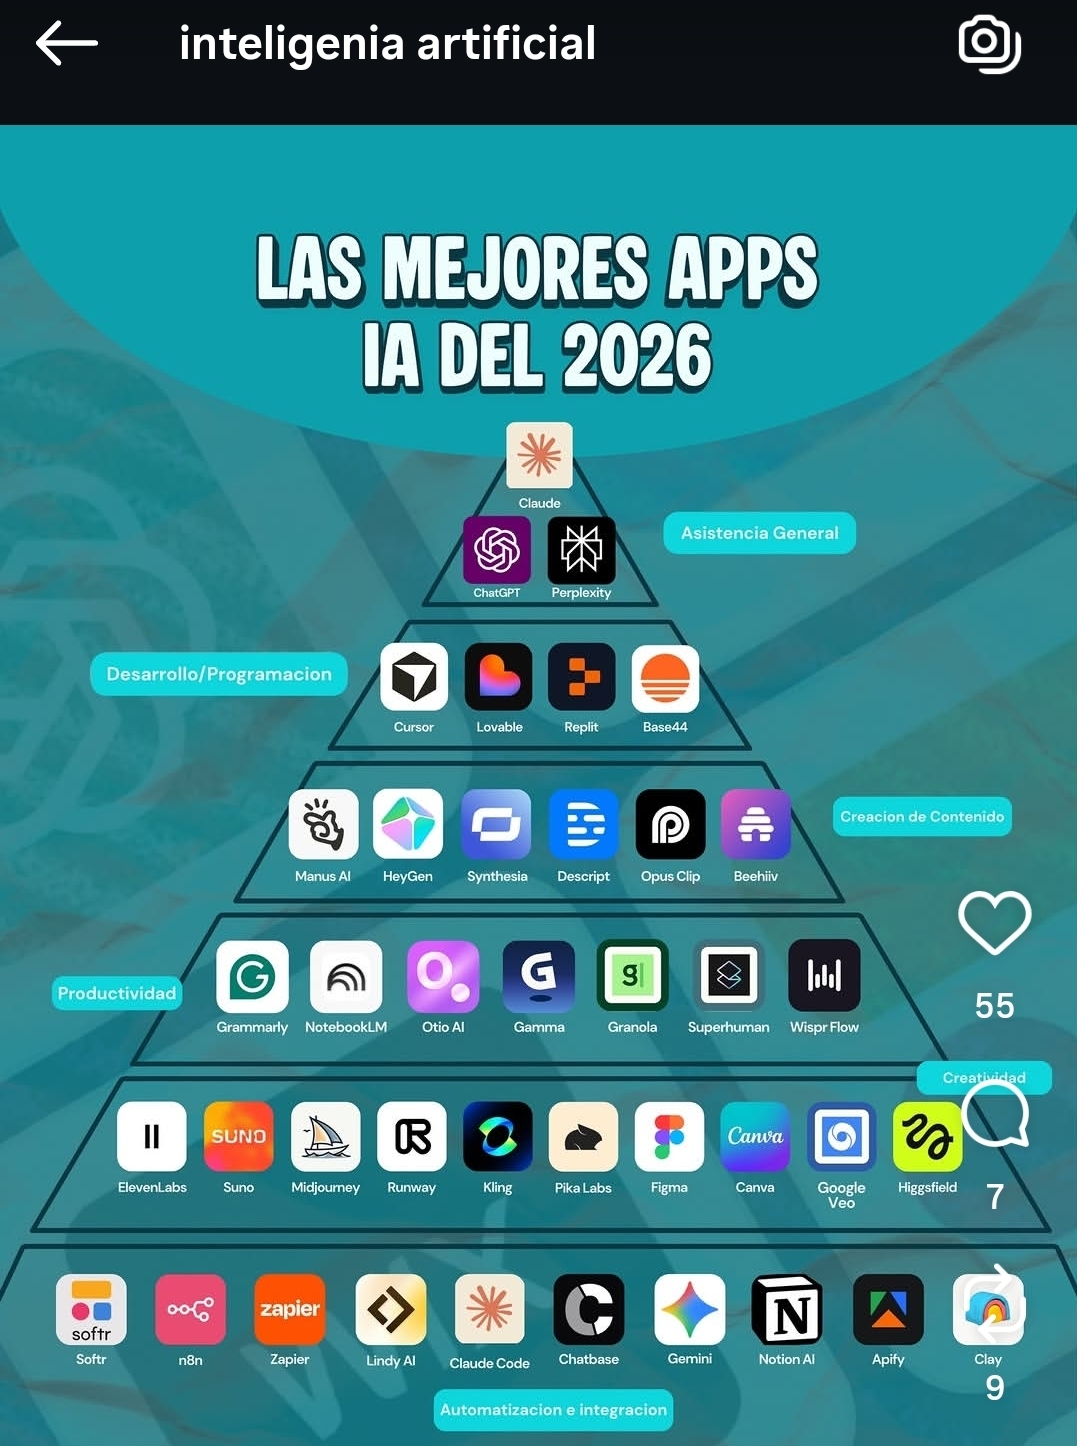 inteligenia artificial
LAS MEJORES APPS
IA DEL 2026
Claude
Asistencia General
ChatGPT Perplexity
Desarrollo/Programacion
Cursor Lovable Replit Base44
Creacion de Contenido
Manus AI HeyGen Synthesia Descript Opus Clip Beehiiv
Productividad
Grammarly NotebookLM Otio AI Gamma Granola Superhuman Wispr Flow
55
Creatividad
SUNO Canva
ElevenLabs Suno Midjourney Runway Kling Pika Labs Figma Canva Google Veo Higgsfield
7
softr zapier
Softr n8n Zapier Lindy AI Claude Code Chatbase Gemini Notion AI Apify Clay
9
Automatizacion e integracion